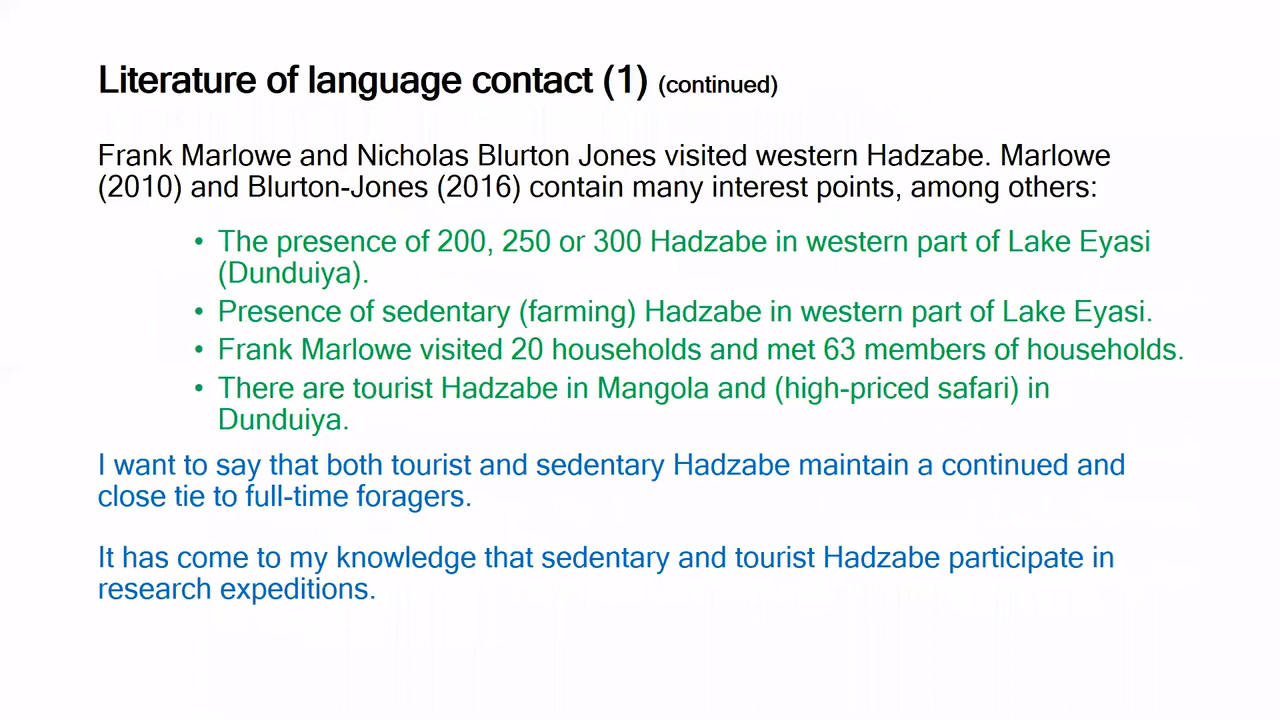 Literature of language contact (1) (continued)
Frank Marlowe and Nicholas Blurton Jones visited western Hadzabe. Marlowe
(2010) and Blurton-Jones (2016) contain many interest points, among others:
• The presence of 200, 250 or 300 Hadzabe in western part of Lake Eyasi
(Dunduiya).
• Presence of sedentary (farming) Hadzabe in western part of Lake Eyasi.
• Frank Marlowe visited 20 households and met 63 members of households.
• There are tourist Hadzabe in Mangola and (high-priced safari) in
Dunduiya.
I want to say that both tourist and sedentary Hadzabe maintain a continued and
close tie to full-time foragers.
It has come to my knowledge that sedentary and tourist Hadzabe participate in
research expeditions.